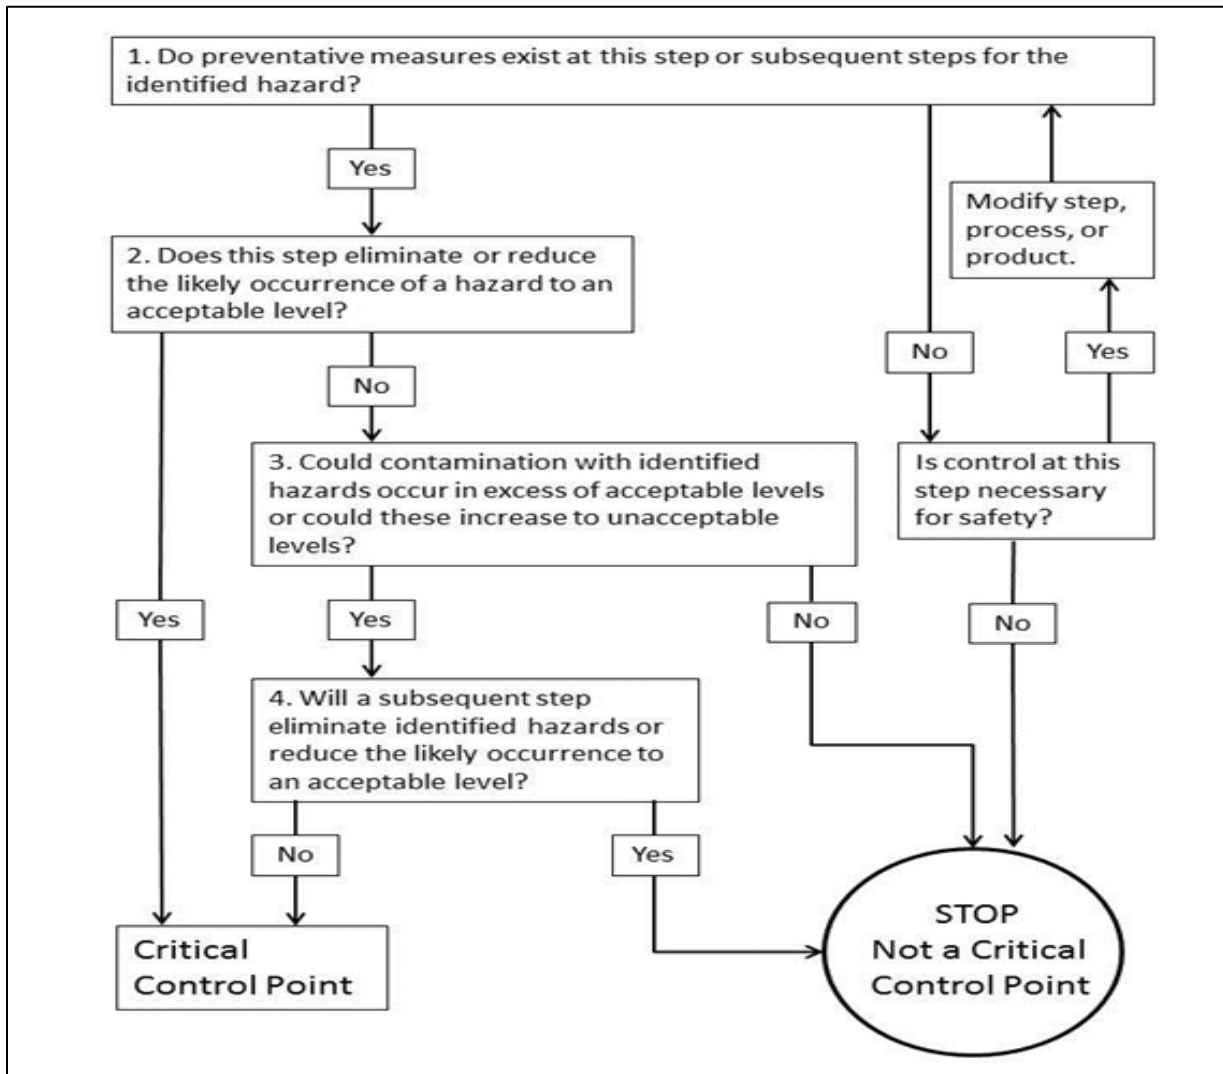 1. Do preventative measures exist at this step or subsequent steps for the
identified hazard?
Yes
Modify step,
process, or
product.
2. Does this step eliminate or reduce
the likely occurrence of a hazard to an
acceptable level?
No
Yes
No
3. Could contamination with identified
hazards occur in excess of acceptable levels
or could these increase to unacceptable
levels?
Is control at this
step necessary
for safety?
Yes
Yes
No
No
4. Will a subsequent step
eliminate identified hazards or
reduce the likely occurrence to
an acceptable level?
No
Yes
Critical
Control Point
STOP
Not a Critical
Control Point